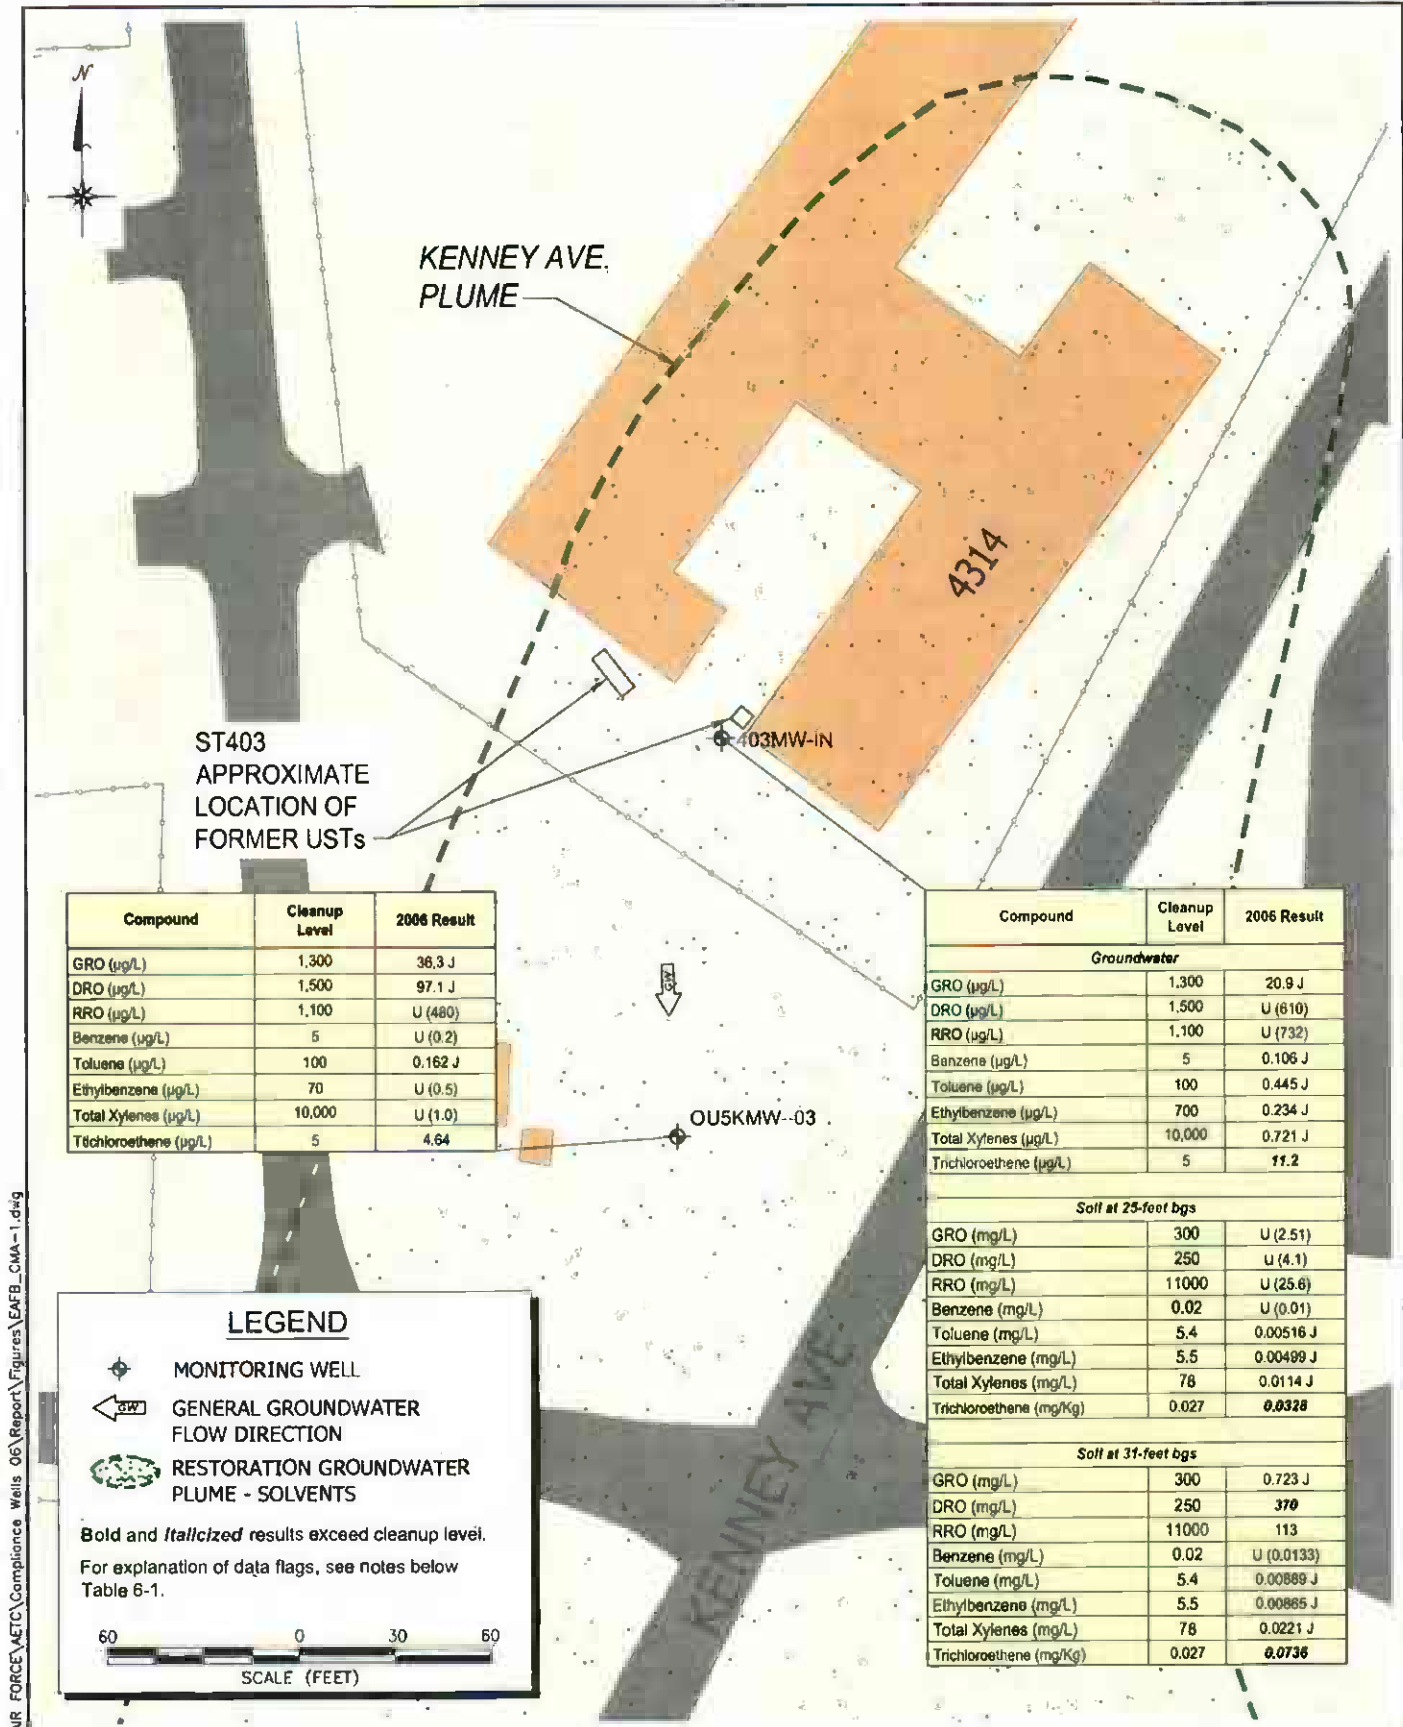 N
KENNEY AVE.
PLUME
4314
ST403
APPROXIMATE
LOCATION OF
FORMER USTs
403MW-IN
Compound | Cleanup Level | 2006 Result
GRO (µg/L) | 1,300 | 36.3 J
DRO (µg/L) | 1,500 | 97.1 J
RRO (µg/L) | 1,100 | U (480)
Benzene (µg/L) | 5 | U (0.2)
Toluene (µg/L) | 100 | 0.162 J
Ethylbenzene (µg/L) | 70 | U (0.5)
Total Xylenes (µg/L) | 10,000 | U (1.0)
Ttichloroethene (µg/L) | 5 | 4.64
GW
OU5KMW--03
Compound | Cleanup Level | 2006 Result
Groundwater
GRO (µg/L) | 1,300 | 20.9 J
DRO (µg/L) | 1,500 | U (610)
RRO (µg/L) | 1,100 | U (732)
Benzene (µg/L) | 5 | 0.106 J
Toluene (µg/L) | 100 | 0.445 J
Ethylbenzene (µg/L) | 700 | 0.234 J
Total Xylenes (µg/L) | 10,000 | 0.721 J
Trichloroethene (µg/L) | 5 | 11.2
Soil at 25-feet bgs
GRO (mg/L) | 300 | U (2.51)
DRO (mg/L) | 250 | U (4.1)
RRO (mg/L) | 11000 | U (25.6)
Benzene (mg/L) | 0.02 | U (0.01)
Toluene (mg/L) | 5.4 | 0.00516 J
Ethylbenzene (mg/L) | 5.5 | 0.00499 J
Total Xylenes (mg/L) | 78 | 0.0114 J
Trichloroethene (mg/Kg) | 0.027 | 0.0328
Soil at 31-feet bgs
GRO (mg/L) | 300 | 0.723 J
DRO (mg/L) | 250 | 370
RRO (mg/L) | 11000 | 113
Benzene (mg/L) | 0.02 | U (0.0133)
Toluene (mg/L) | 5.4 | 0.00889 J
Ethylbenzene (mg/L) | 5.5 | 0.00865 J
Total Xylenes (mg/L) | 78 | 0.0221 J
Trichloroethene (mg/Kg) | 0.027 | 0.0736
KENNEY AVE.
LEGEND
MONITORING WELL
GW
GENERAL GROUNDWATER
FLOW DIRECTION
RESTORATION GROUNDWATER
PLUME - SOLVENTS
Bold and Italicized results exceed cleanup level.
For explanation of data flags, see notes below
Table 6-1.
60 0 30 60
SCALE (FEET)
FORCE\AETC\Compliance Wells 06\Report\Figures\EAFB_CMA-1.dwg